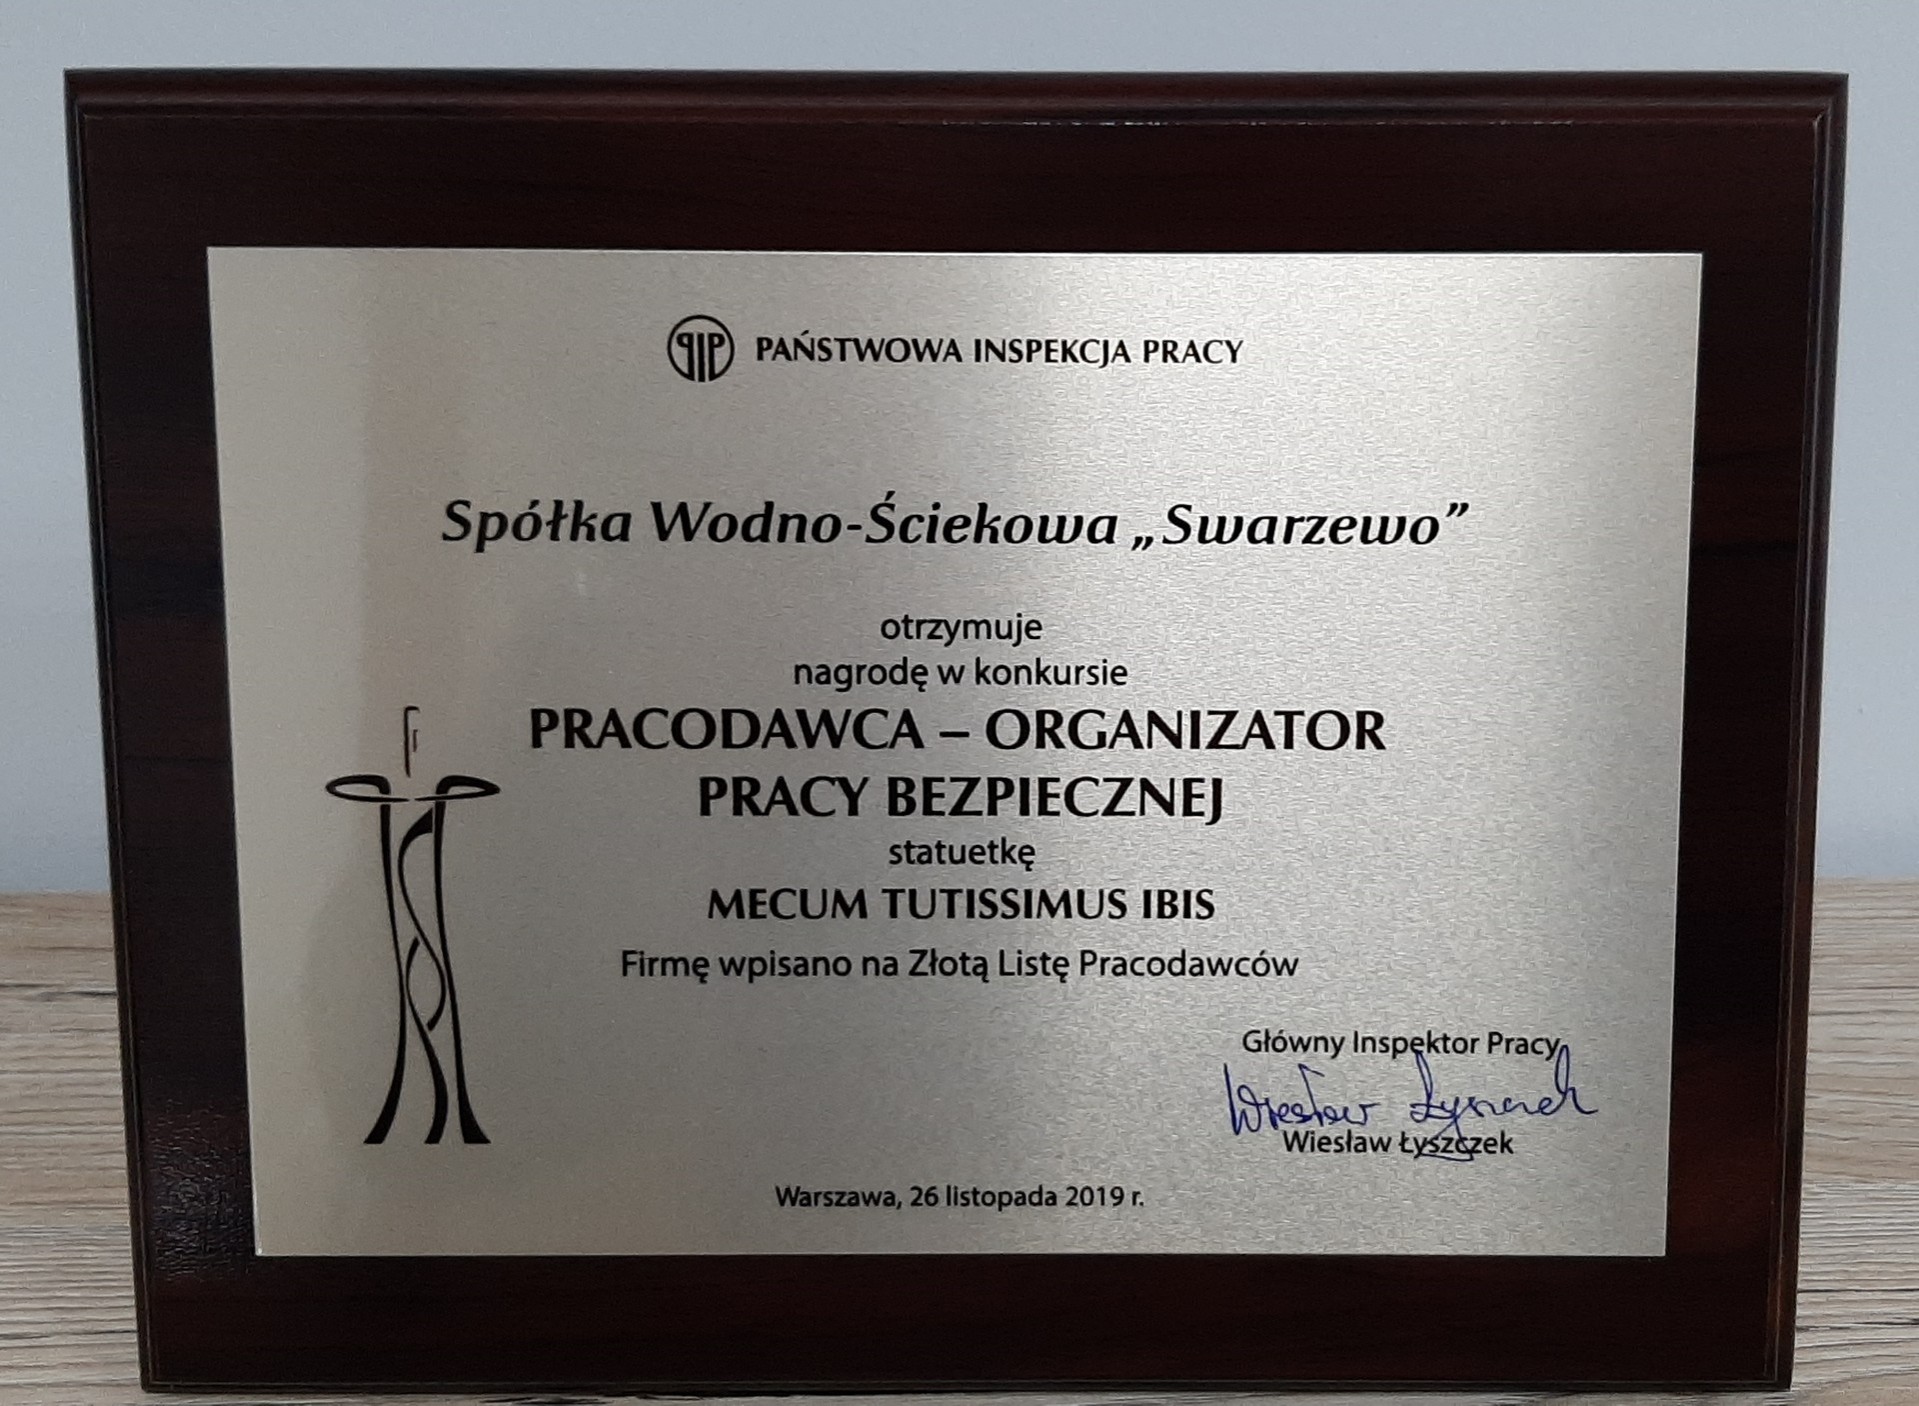 PIP PAŃSTWOWA INSPEKCJA PRACY
Spółka Wodno-Ściekowa „Swarzewo”
otrzymuje
nagrodę w konkursie
PRACODAWCA – ORGANIZATOR
PRACY BEZPIECZNEJ
statuetkę
MECUM TUTISSIMUS IBIS
Firmę wpisano na Złotą Listę Pracodawców
Główny Inspektor Pracy
Wiesław Łyszczek
Wiesław Łyszczek
Warszawa, 26 listopada 2019 r.